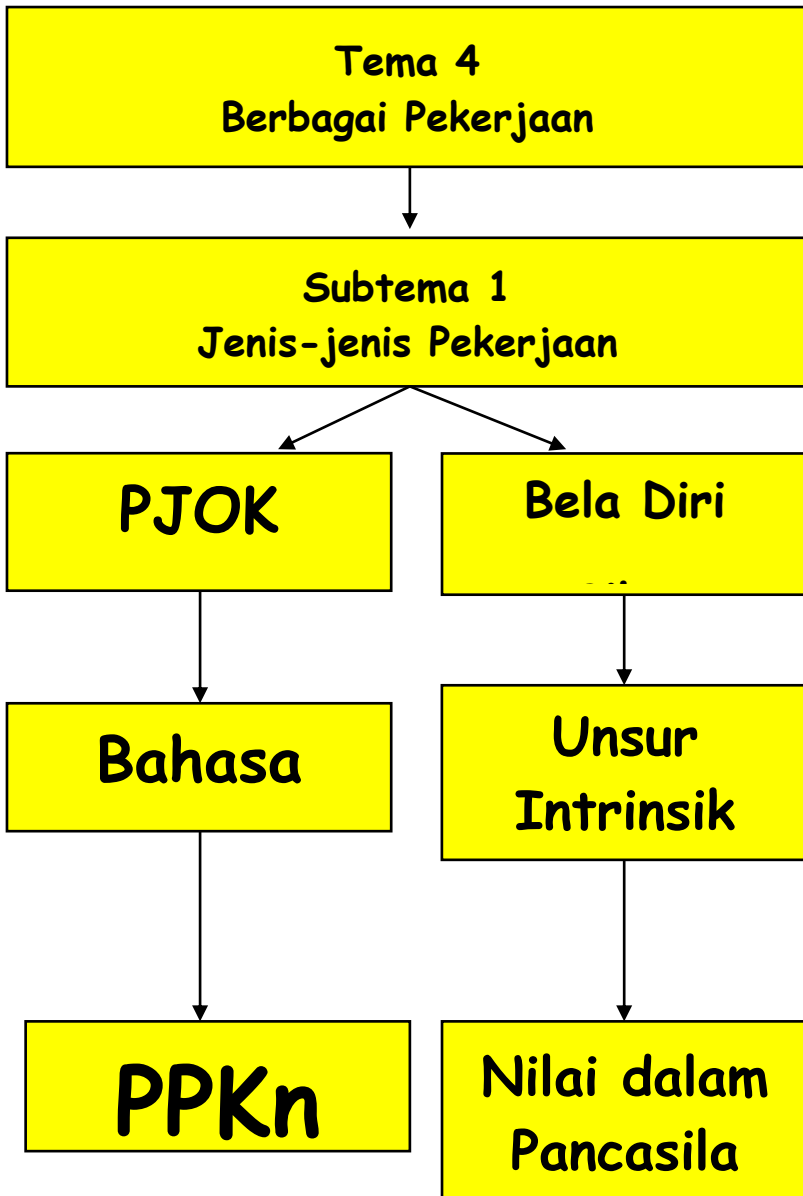 Tema 4
Berbagai Pekerjaan
Subtema 1
Jenis-jenis Pekerjaan
PJOK
Bela Diri
Bahasa
Unsur
Intrinsik
PPKn
Nilai dalam
Pancasila